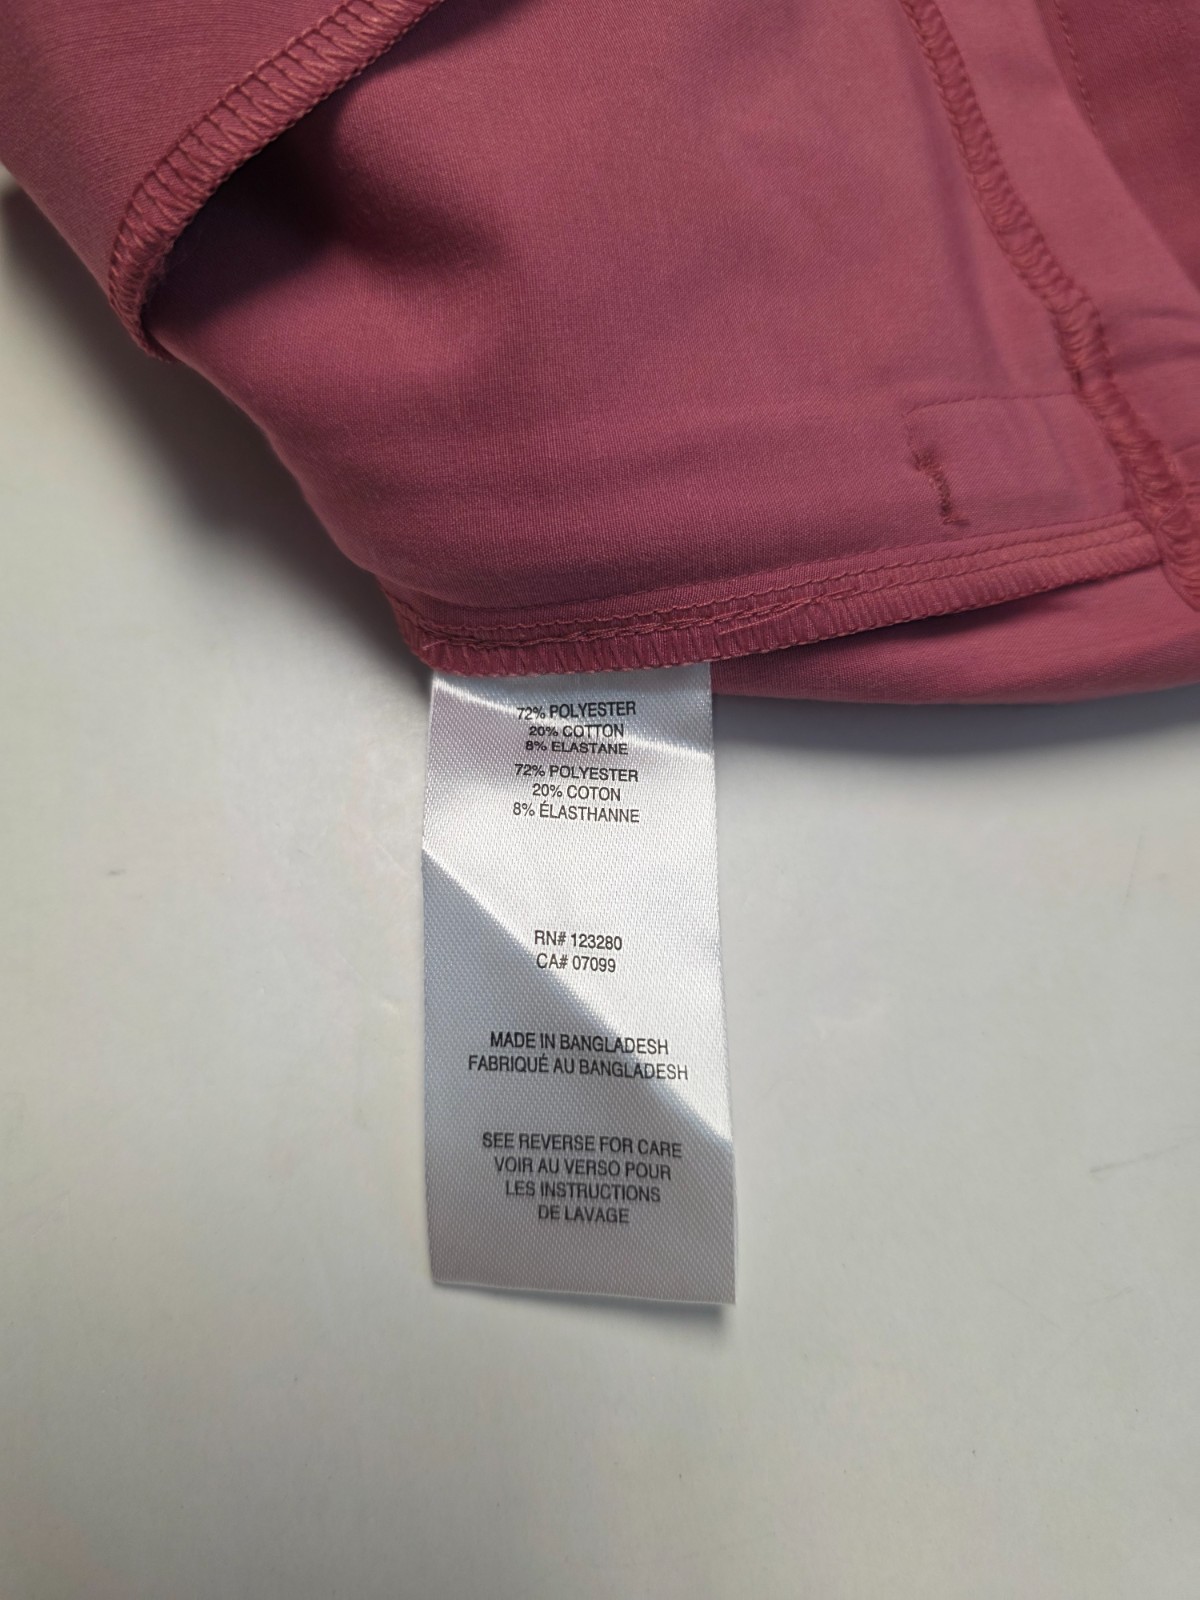 72% POLYESTER
20% COTTON
8% ELASTANE
72% POLYESTER
20% COTON
8% ÉLASTHANNE
RN# 123280
CA# 07099
MADE IN BANGLADESH
FABRIQUÉ AU BANGLADESH
SEE REVERSE FOR CARE
VOIR AU VERSO POUR
LES INSTRUCTIONS
DE LAVAGE